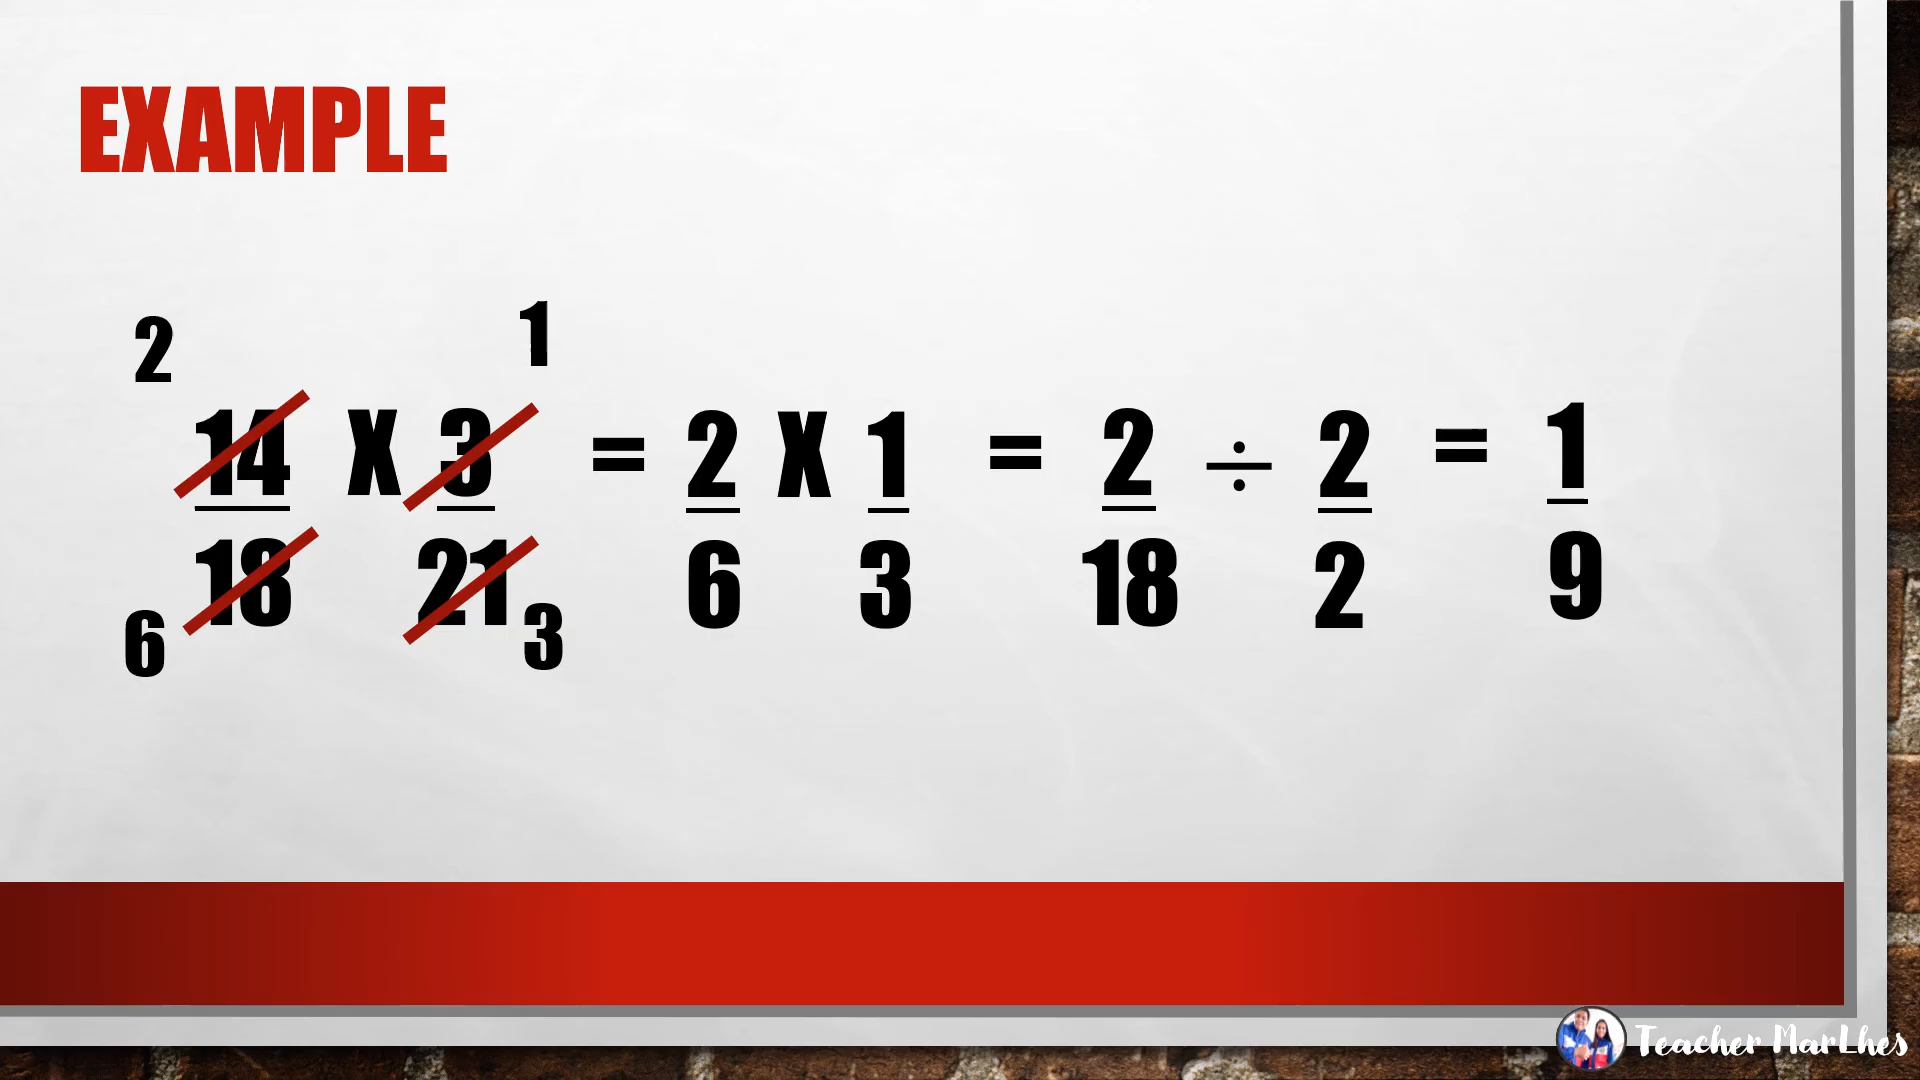 EXAMPLE
2 1
14 X 3 = 2 X 1 = 2 ÷ 2 = 1
18 21 6 3 18 2 9
6 3
Teacher MarLhes